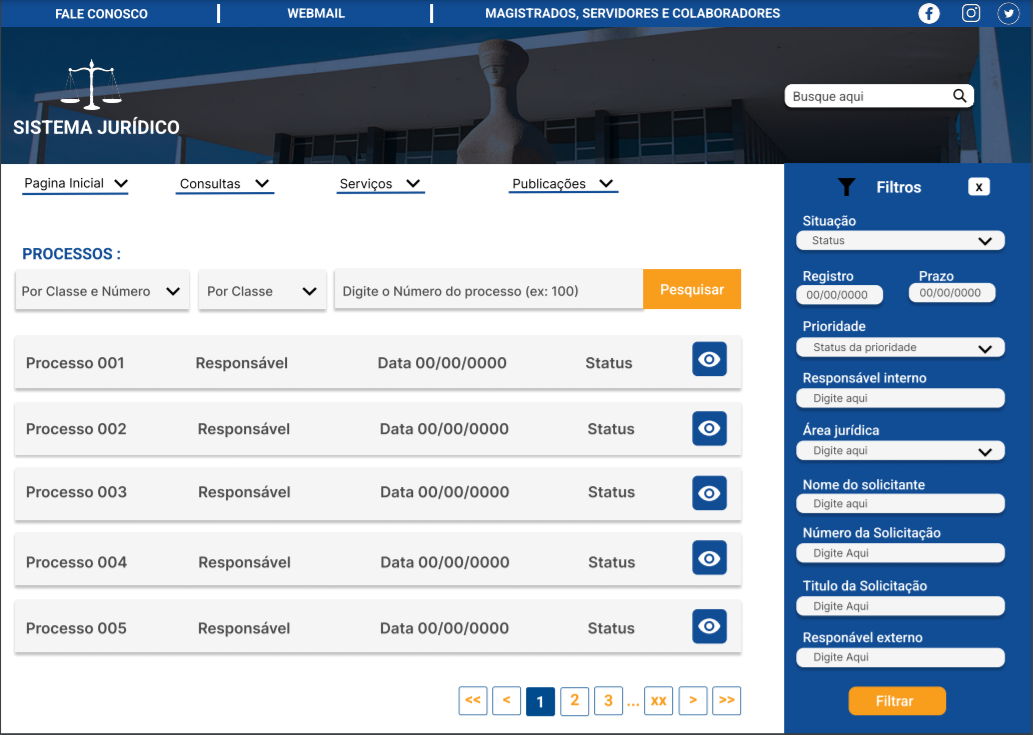 FALE CONOSCO WEBMAIL MAGISTRADOS, SERVIDORES E COLABORADORES
SISTEMA JURÍDICO
Busque aqui
Pagina Inicial Consultas Serviços Publicações
PROCESSOS :
Por Classe e Número Por Classe Digite o Número do processo (ex: 100) Pesquisar
Processo 001 Responsável Data 00/00/0000 Status
Processo 002 Responsável Data 00/00/0000 Status
Processo 003 Responsável Data 00/00/0000 Status
Processo 004 Responsável Data 00/00/0000 Status
Processo 005 Responsável Data 00/00/0000 Status
<< < 1 2 3 ... xx > >>
Filtros x
Situação
Status
Registro Prazo
00/00/0000 00/00/0000
Prioridade
Status da prioridade
Responsável interno
Digite aqui
Área jurídica
Digite aqui
Nome do solicitante
Digite aqui
Número da Solicitação
Digite Aqui
Titulo da Solicitação
Digite Aqui
Responável externo
Digite Aqui
Filtrar